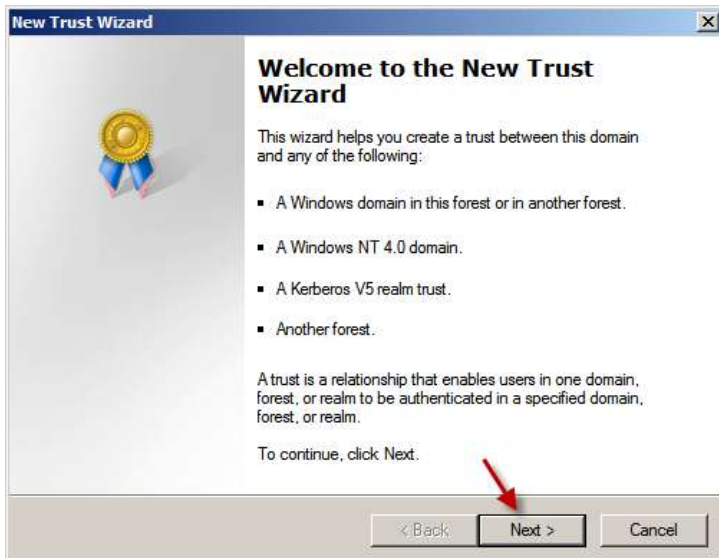 New Trust Wizard
Welcome to the New Trust
Wizard
This wizard helps you create a trust between this domain
and any of the following:
▪ A Windows domain in this forest or in another forest.
▪ A Windows NT 4.0 domain.
▪ A Kerberos V5 realm trust.
▪ Another forest.
A trust is a relationship that enables users in one domain,
forest, or realm to be authenticated in a specified domain,
forest, or realm.
To continue, click Next.
< Back Next > Cancel